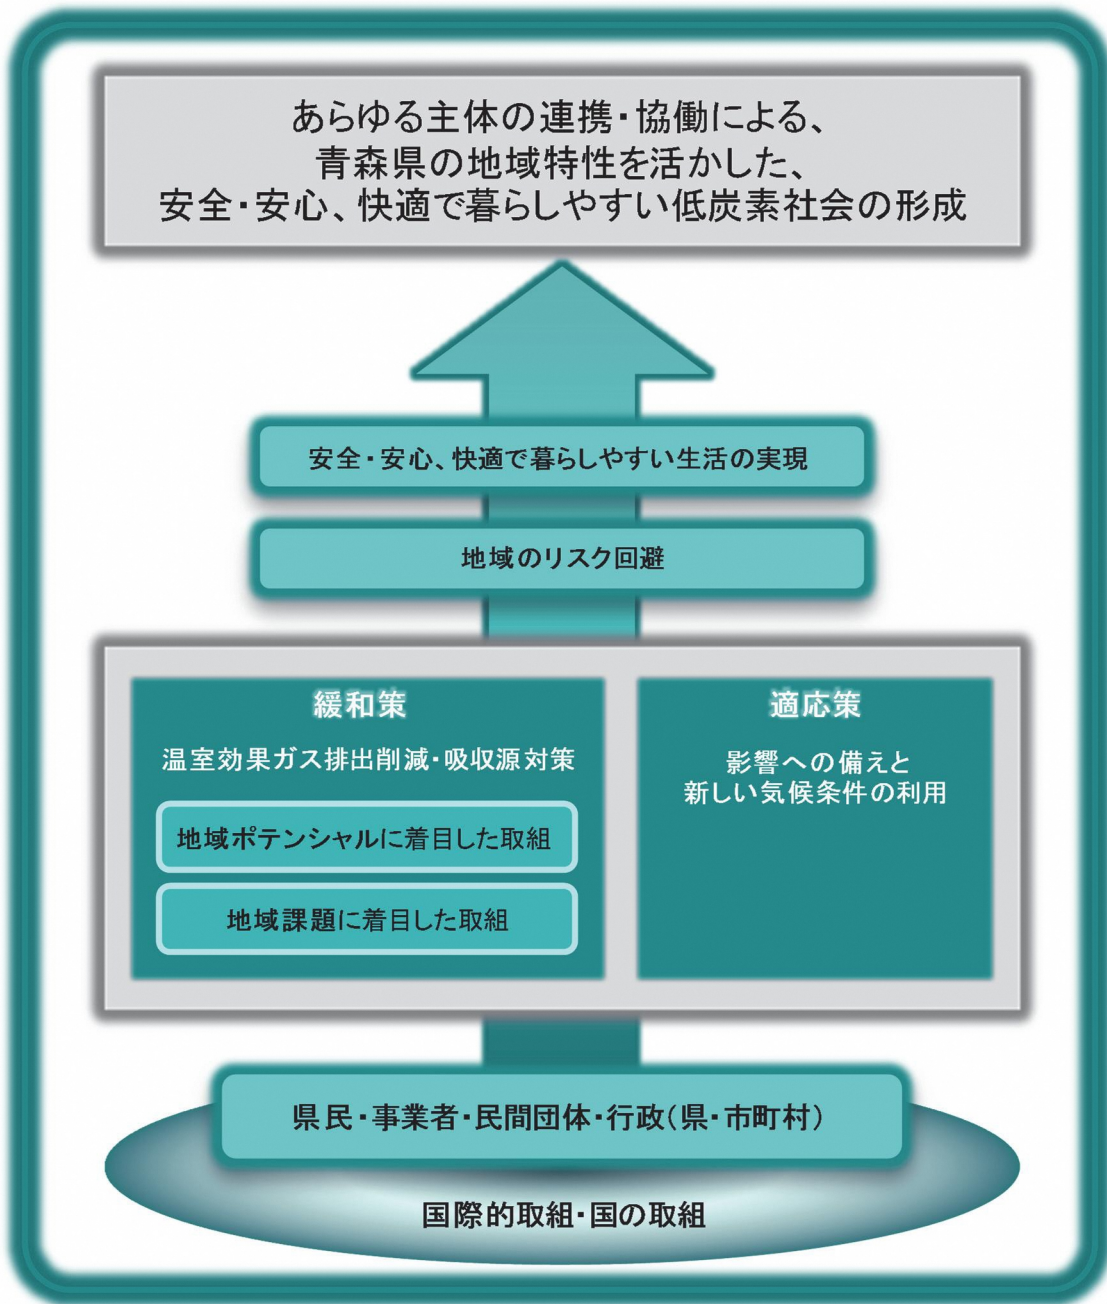 あらゆる主体の連携・協働による、
青森県の地域特性を活かした、
安全・安心、快適で暮らしやすい低炭素社会の形成
安全・安心、快適で暮らしやすい生活の実現
地域のリスク回避
緩和策
温室効果ガス排出削減・吸収源対策
地域ポテンシャルに着目した取組
地域課題に着目した取組
適応策
影響への備えと
新しい気候条件の利用
県民・事業者・民間団体・行政(県・市町村)
国際的取組・国の取組